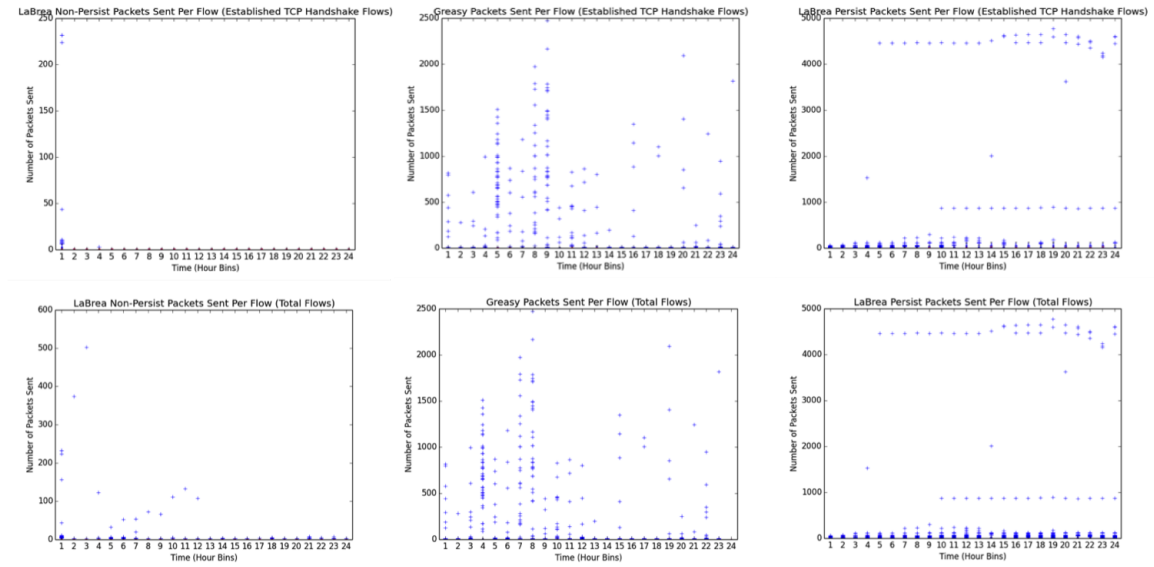 LaBrea Non-Persist Packets Sent Per Flow (Established TCP Handshake Flows)
250
200
150
100
50
0
Number of Packets Sent
1 2 3 4 5 6 7 8 9 10 11 12 13 14 15 16 17 18 19 20 21 22 23 24
Time (Hour Bins)
Greasy Packets Sent Per Flow (Established TCP Handshake Flows)
2500
2000
1500
1000
500
0
Number of Packets Sent
1 2 3 4 5 6 7 8 9 10 11 12 13 14 15 16 17 18 19 20 21 22 23 24
Time (Hour Bins)
LaBrea Persist Packets Sent Per Flow (Established TCP Handshake Flows)
5000
4000
3000
2000
1000
0
Number of Packets Sent
1 2 3 4 5 6 7 8 9 10 11 12 13 14 15 16 17 18 19 20 21 22 23 24
Time (Hour Bins)
LaBrea Non-Persist Packets Sent Per Flow (Total Flows)
600
500
400
300
200
100
0
Number of Packets Sent
1 2 3 4 5 6 7 8 9 10 11 12 13 14 15 16 17 18 19 20 21 22 23 24
Time (Hour Bins)
Greasy Packets Sent Per Flow (Total Flows)
2500
2000
1500
1000
500
0
Number of Packets Sent
1 2 3 4 5 6 7 8 9 10 11 12 13 14 15 16 17 18 19 20 21 22 23 24
Time (Hour Bins)
LaBrea Persist Packets Sent Per Flow (Total Flows)
5000
4000
3000
2000
1000
0
Number of Packets Sent
1 2 3 4 5 6 7 8 9 10 11 12 13 14 15 16 17 18 19 20 21 22 23 24
Time (Hour Bins)